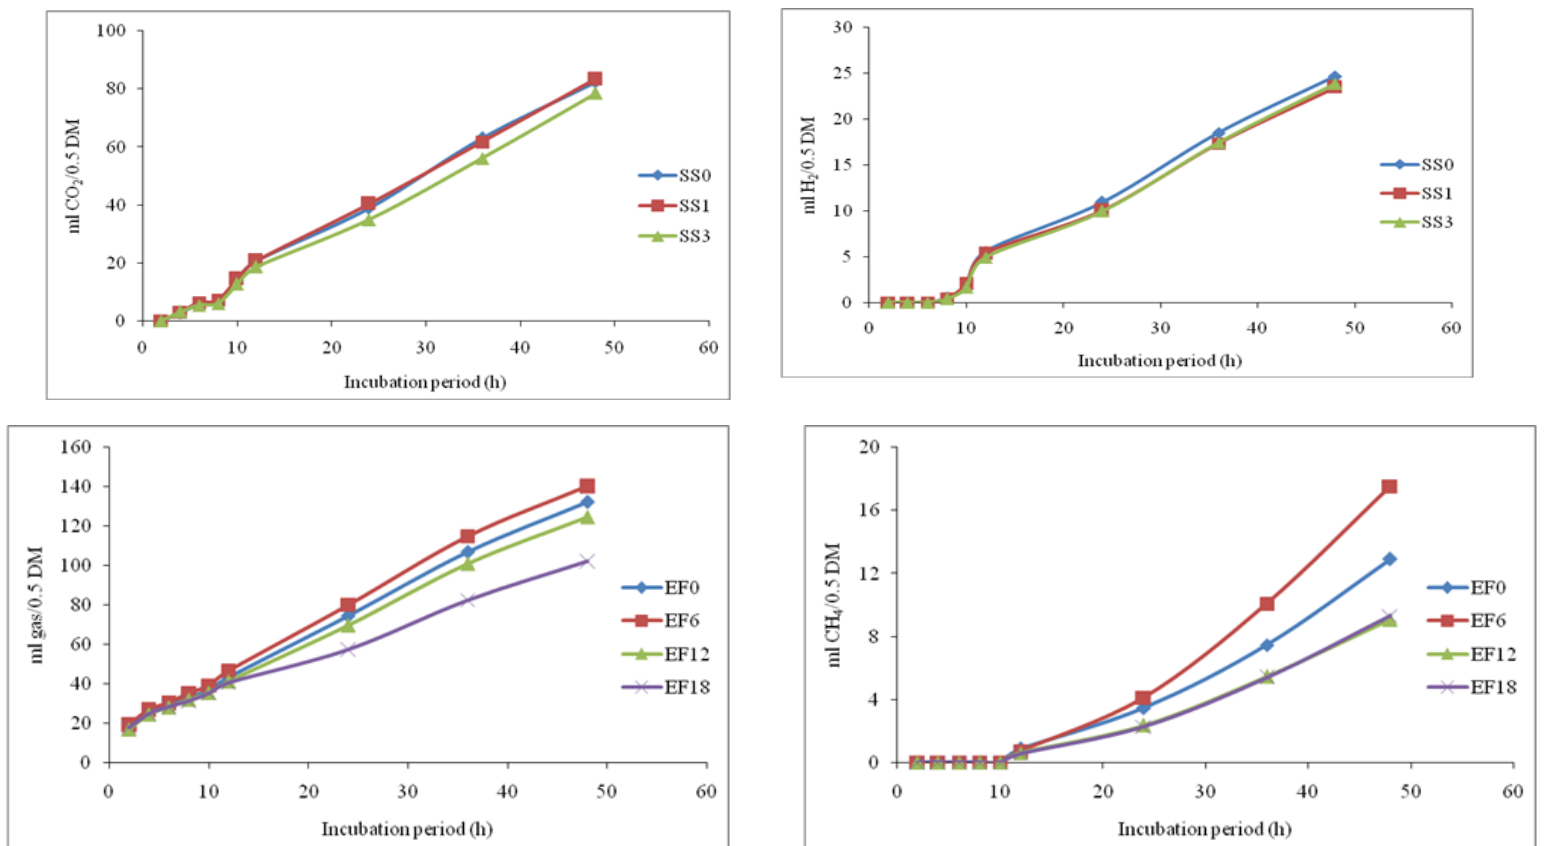 100
80
60
40
20
0
ml CO₂/0.5 DM
0 10 20 30 40 50 60
Incubation period (h)
SS0
SS1
SS3
30
25
20
15
10
5
0
ml H₂/0.5 DM
0 10 20 30 40 50 60
Incubation period (h)
SS0
SS1
SS3
160
140
120
100
80
60
40
20
0
ml gas/0.5 DM
0 10 20 30 40 50 60
Incubation period (h)
EF0
EF6
EF12
EF18
20
16
12
8
4
0
ml CH₄/0.5 DM
0 10 20 30 40 50 60
Incubation period (h)
EF0
EF6
EF12
EF18